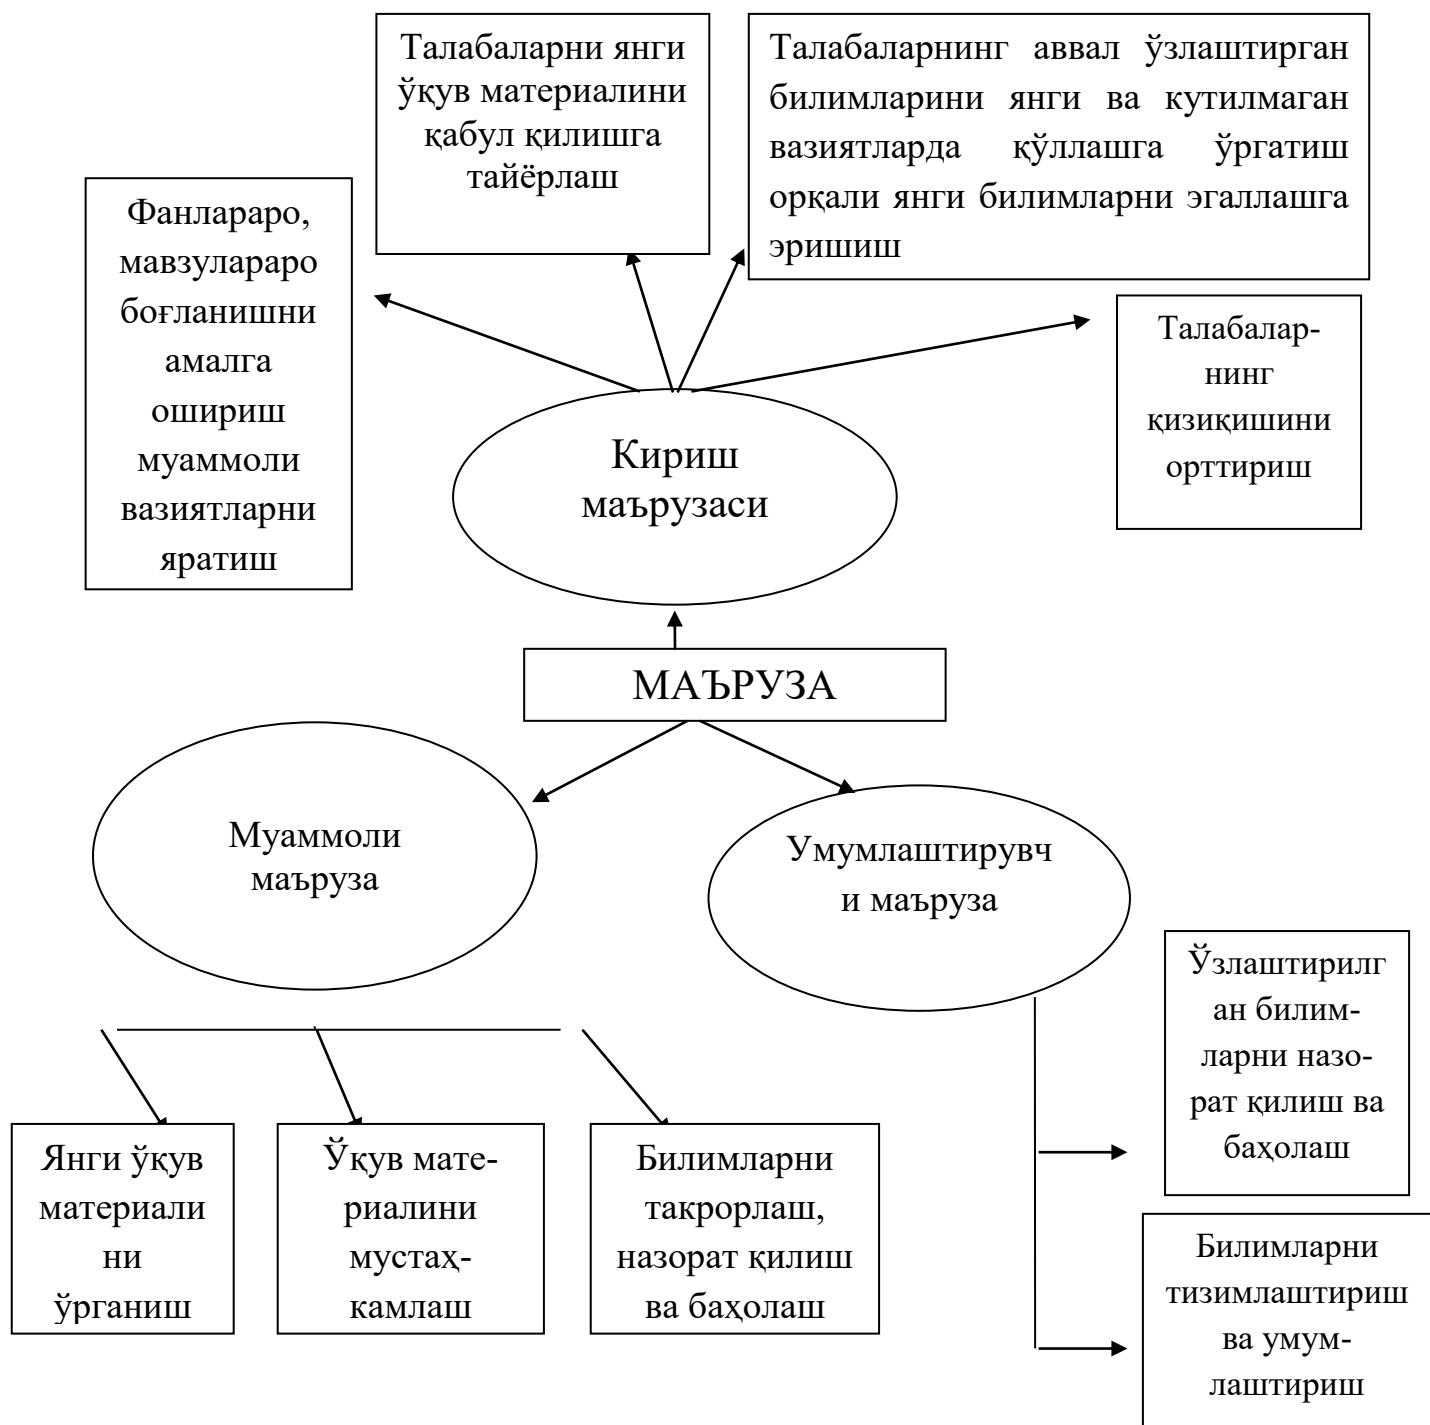 Талабаларни янги
ўқув материалини
қабул қилишга
тайёрлаш
Талабаларнинг аввал ўзлаштирган
билимларини янги ва кутилмаган
вазиятларда қўллашга ўргатиш
орқали янги билимларни эгаллашга
эришиш
Фанлараро,
мавзулараро
боғланишни
амалга
ошириш
муаммоли
вазиятларни
яратиш
Талабалар-
нинг
қизиқишини
орттириш
Кириш
маърузаси
МАЪРУЗА
Муаммоли
маъруза
Умумлаштирувч
и маъруза
Ўзлаштирилг
ан билим-
ларни назо-
рат қилиш ва
баҳолаш
Янги ўқув
материали
ни
ўрганиш
Ўқув мате-
риалини
мустаҳ-
камлаш
Билимларни
такрорлаш,
назорат қилиш
ва баҳолаш
Билимларни
тизимлаштириш
ва умум-
лаштириш